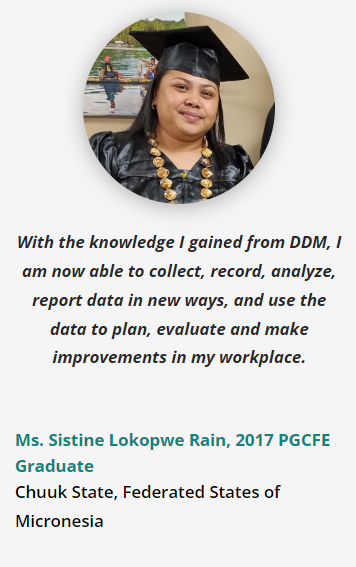 With the knowledge I gained from DDM, I
am now able to collect, record, analyze,
report data in new ways, and use the
data to plan, evaluate and make
improvements in my workplace.
Ms. Sistine Lokopwe Rain, 2017 PGCFE
Graduate
Chuuk State, Federated States of
Micronesia